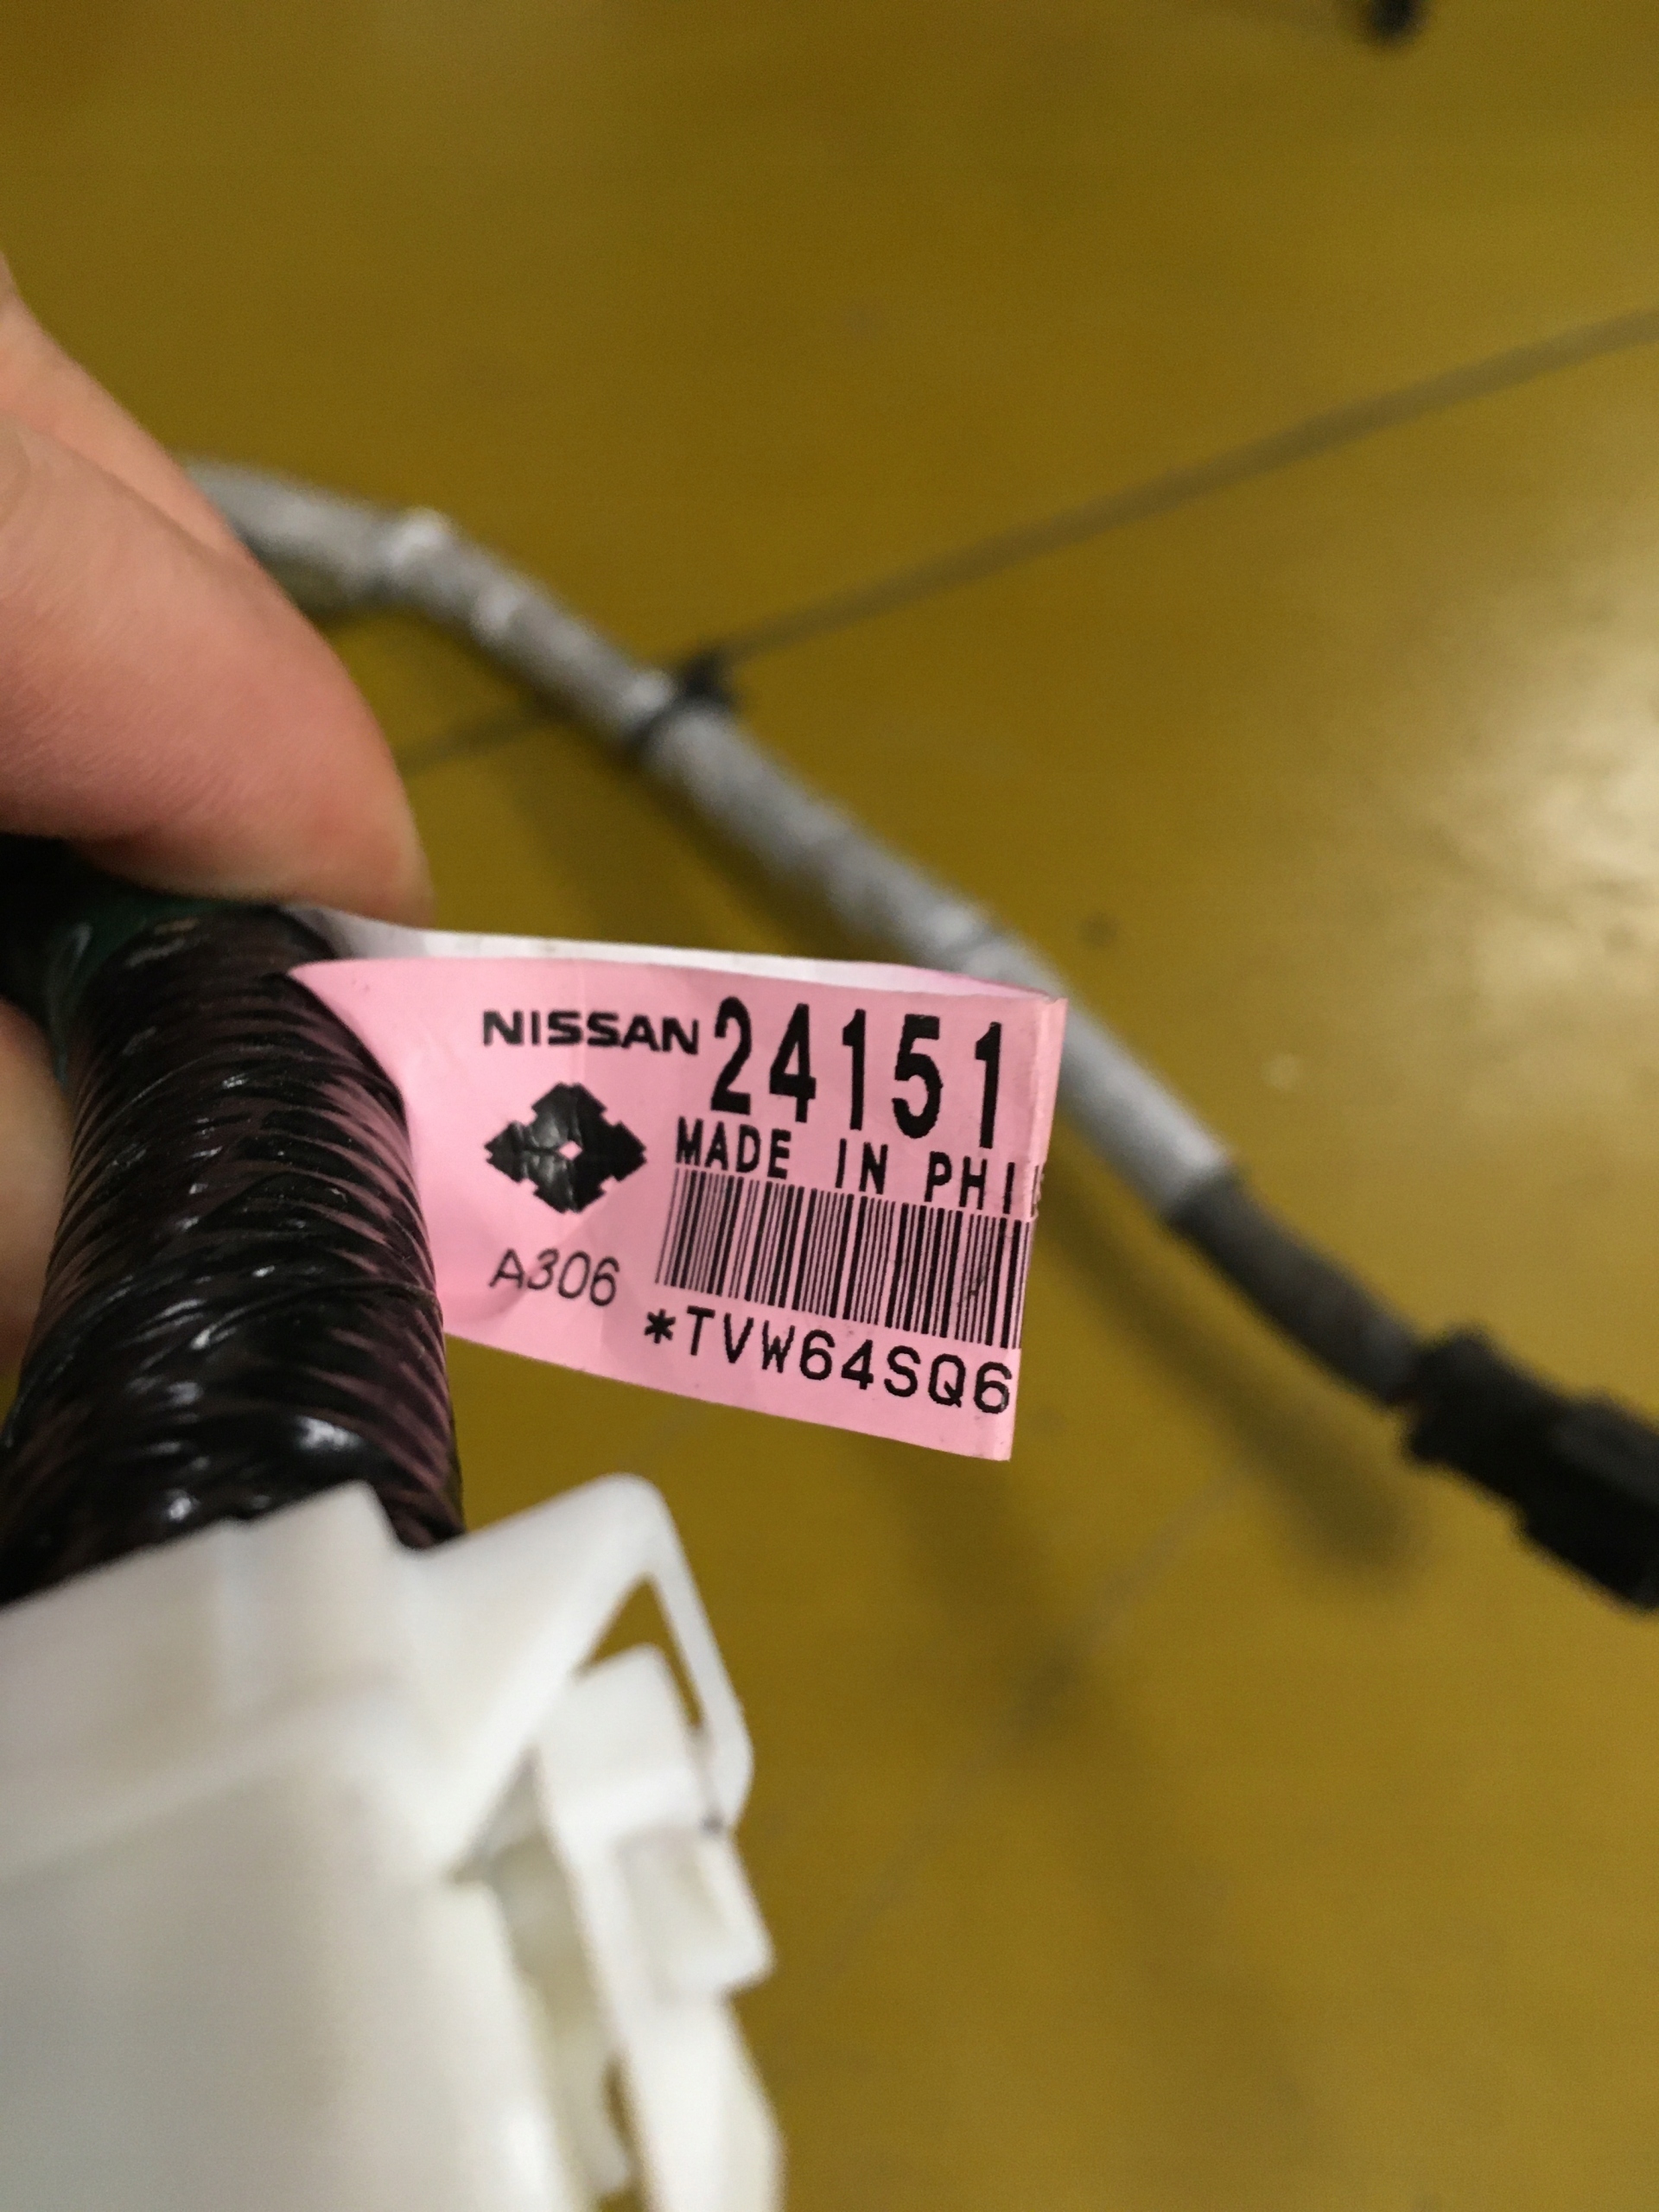 NISSAN 24151
MADE IN PHI
A306
*TVW64SQ6